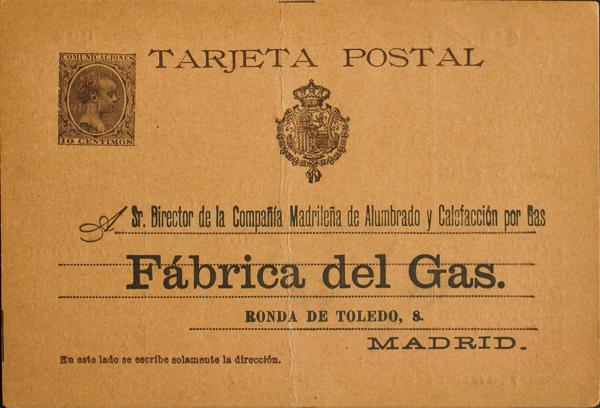 COMUNICACIONES
TARJETA POSTAL
10 CENTIMOS
A Sr. Director de la Compañía Madrileña de Alumbrado y Calefacción por Gas
Fábrica del Gas.
RONDA DE TOLEDO, 8.
MADRID.
En este lado se escribe solamente la dirección.